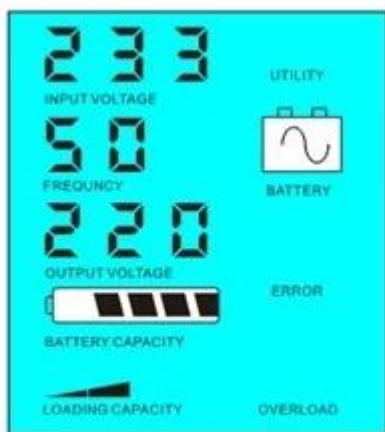 233
INPUT VOLTAGE
UTILITY
50
FREQUNCY
BATTERY
220
OUTPUT VOLTAGE
ERROR
BATTERY CAPACITY
LOADING CAPACITY
OVERLOAD